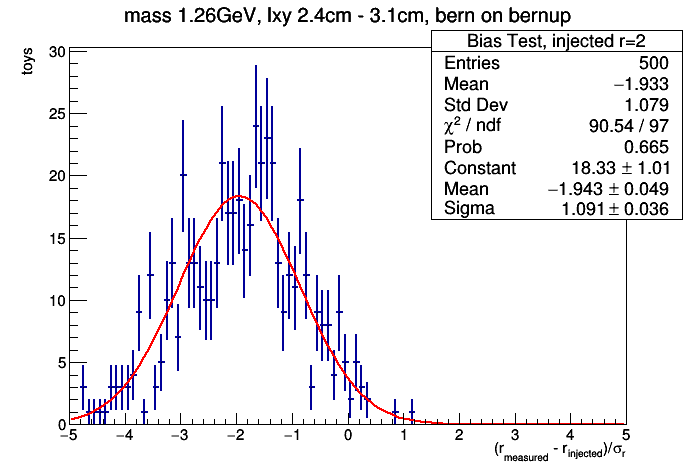 mass 1.26GeV, lxy 2.4cm - 3.1cm, bern on bernup
Bias Test, injected r=2
Entries 500
Mean −1.933
Std Dev 1.079
χ² / ndf 90.54 / 97
Prob 0.665
Constant 18.33 ± 1.01
Mean −1.943 ± 0.049
Sigma 1.091 ± 0.036
toys
30
25
20
15
10
5
0
−5 −4 −3 −2 −1 0 1 2 3 4 5
(r_measured - r_injected)/σ_r